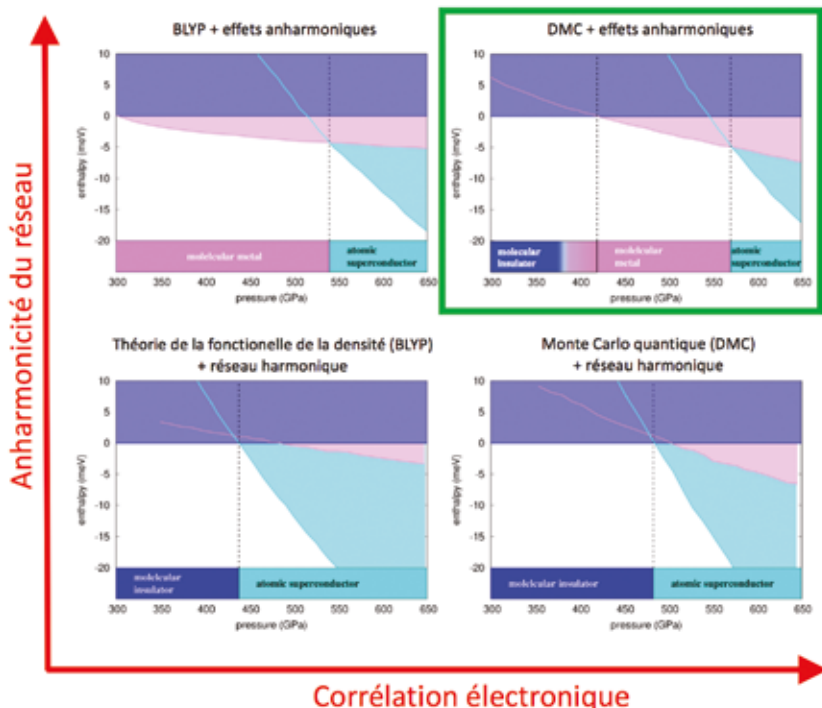 BLYP + effets anharmoniques
DMC + effets anharmoniques
10
5
0
-5
-10
-15
-20
enthalpy (meV)
molelcular metal
atomic
superconductor
300 350 400 450 500 550 600 650
pressure (GPa)
10
5
0
-5
-10
-15
-20
enthalpy (meV)
molecular
insulator
molelcular
metal
atomic
superconductor
300 350 400 450 500 550 600 650
pressure (GPa)
Théorie de la fonctionelle de la densité (BLYP)
+ réseau harmonique
Monte Carlo quantique (DMC)
+ réseau harmonique
10
5
0
-5
-10
-15
-20
enthalpy (meV)
molelcular
insulator
atomic superconductor
300 350 400 450 500 550 600 650
pressure (GPa)
10
5
0
-5
-10
-15
-20
enthalpy (meV)
molelcular insulator
atomic superconductor
300 350 400 450 500 550 600 650
pressure (GPa)
Anharmonicité du réseau
Corrélation électronique